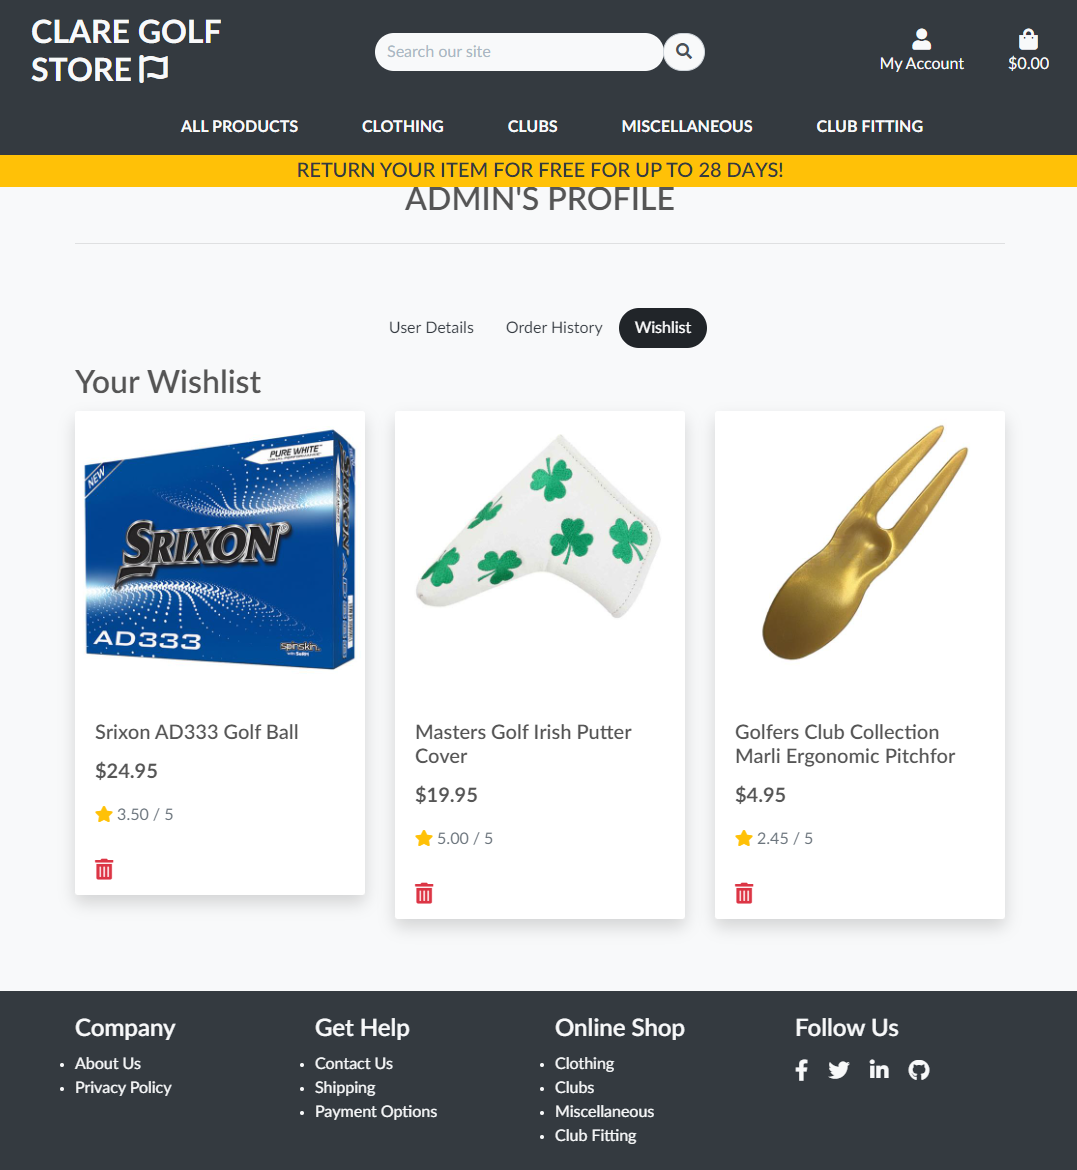 CLARE GOLF
STORE
Search our site
My Account
$0.00
ALL PRODUCTS
CLOTHING
CLUBS
MISCELLANEOUS
CLUB FITTING
RETURN YOUR ITEM FOR FREE FOR UP TO 28 DAYS!
ADMIN'S PROFILE
User Details
Order History
Wishlist
Your Wishlist
NEW
PURE WHITE™
SRIXON®
AD333
spinskin
SRIXON
Srixon AD333 Golf Ball
$24.95
3.50 / 5
Masters Golf Irish Putter
Cover
$19.95
5.00 / 5
Golfers Club Collection
Marli Ergonomic Pitchfor
$4.95
2.45 / 5
Company
About Us
Privacy Policy
Get Help
Contact Us
Shipping
Payment Options
Online Shop
Clothing
Clubs
Miscellaneous
Club Fitting
Follow Us